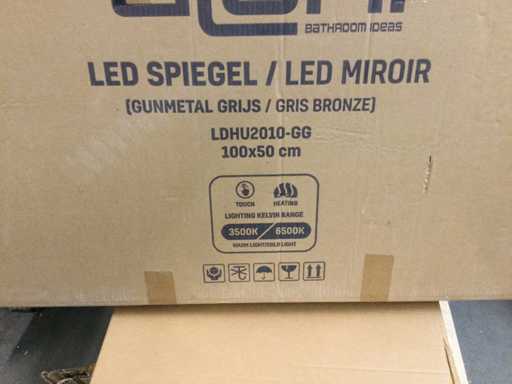 BATHROOM IDEAS
LED SPIEGEL / LED MIROIR
(GUNMETAL GRIJS / GRIS BRONZE)
LDHU2010-GG
100x50 cm
TOUCH HEATING
LIGHTING KELVIN RANGE
3500K / 6500K
WARM LIGHT/COLD LIGHT